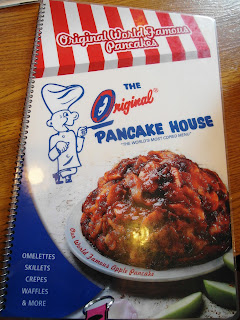 Original World Famous
Pancakes
THE
Original®
PANCAKE HOUSE
"THE WORLD'S MOST COPIED MENU"
Our World Famous Apple Pancake
OMELETTES
SKILLETS
CREPES
WAFFLES
& MORE